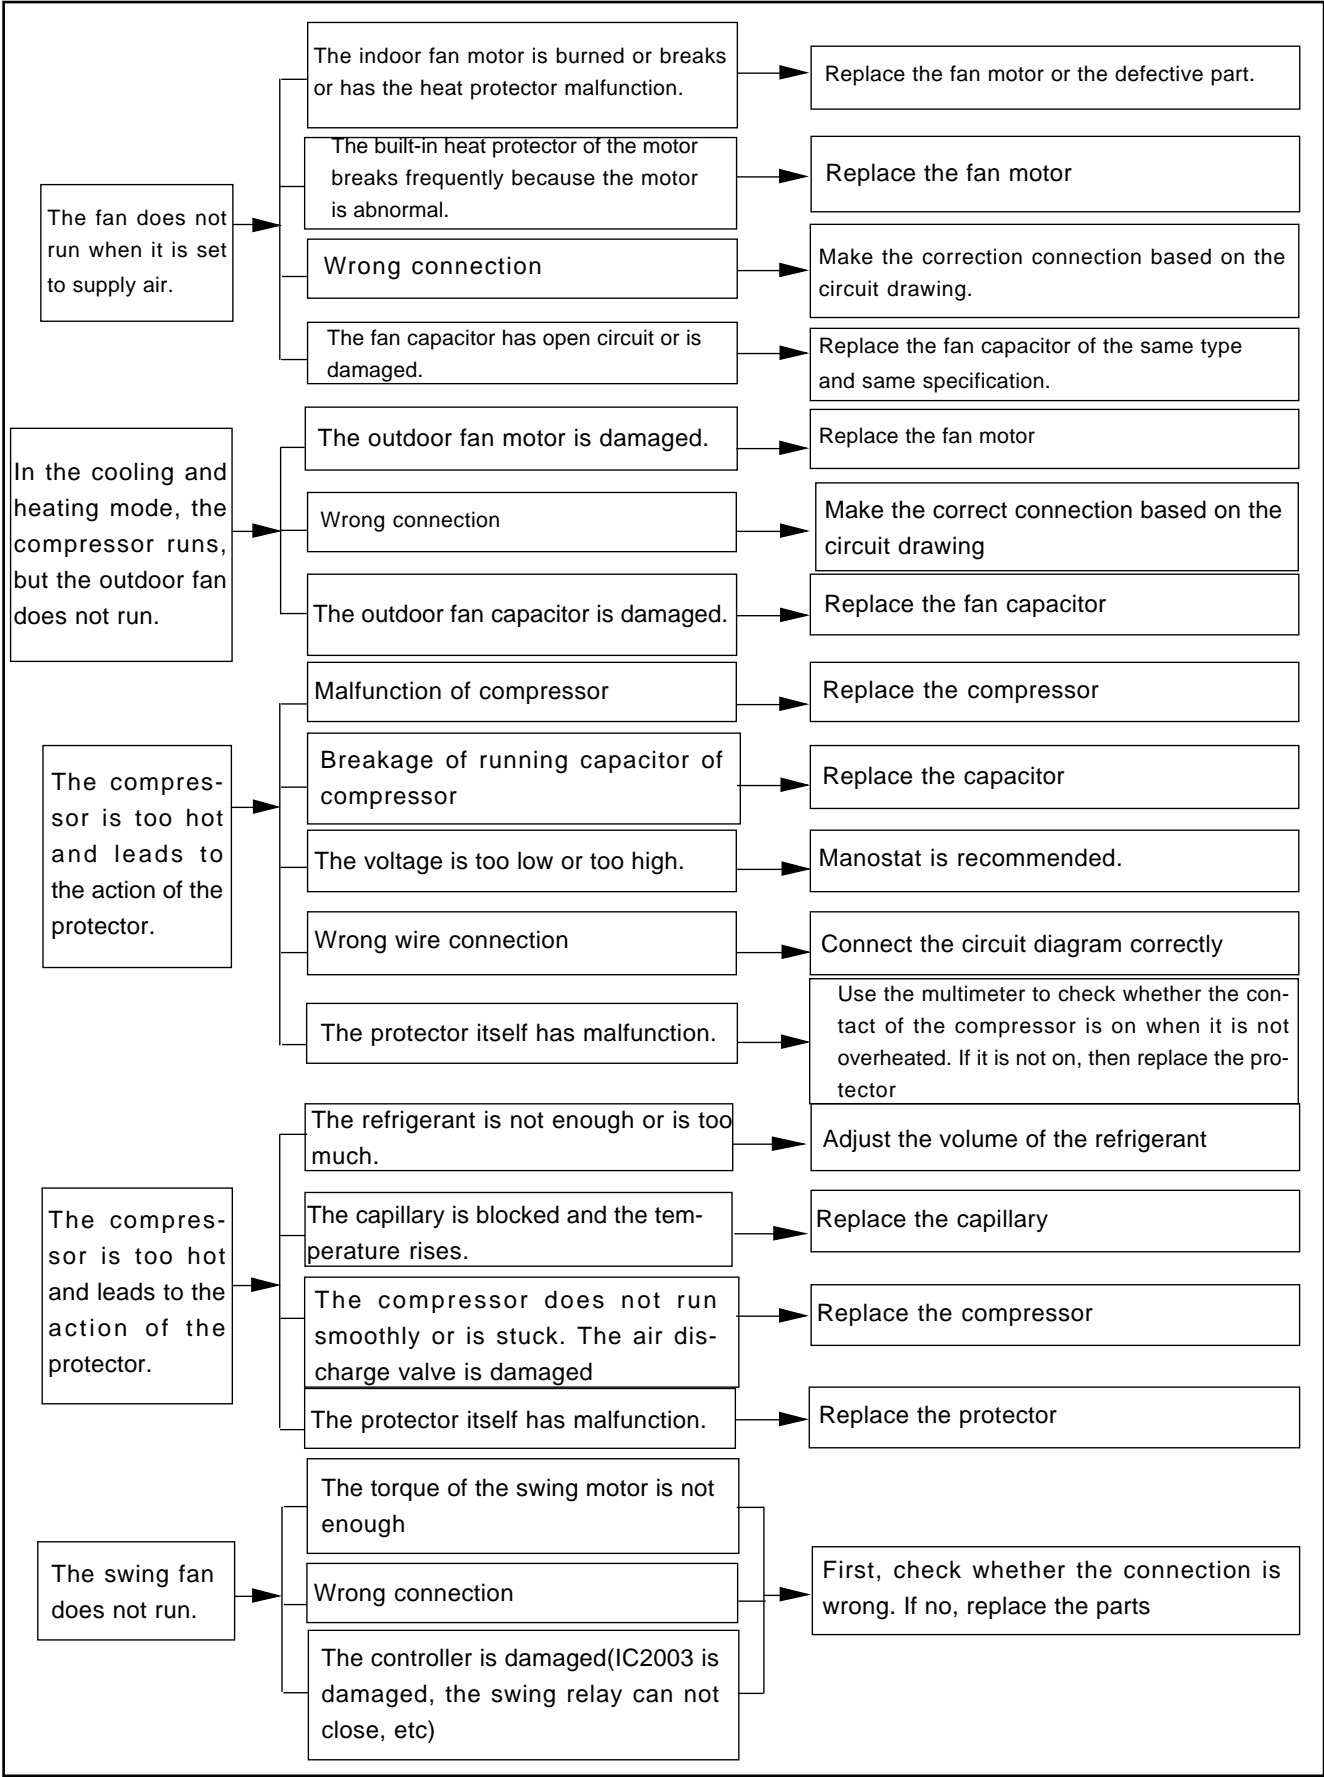 The indoor fan motor is burned or breaks
or has the heat protector malfunction.
Replace the fan motor or the defective part.
The built-in heat protector of the motor
breaks frequently because the motor
is abnormal.
Replace the fan motor
The fan does not
run when it is set
to supply air.
Wrong connection
Make the correction connection based on the
circuit drawing.
The fan capacitor has open circuit or is
damaged.
Replace the fan capacitor of the same type
and same specification.
In the cooling and
heating mode, the
compressor runs,
but the outdoor fan
does not run.
The outdoor fan motor is damaged.
Replace the fan motor
Wrong connection
Make the correct connection based on the
circuit drawing
The outdoor fan capacitor is damaged.
Replace the fan capacitor
The compres-
sor is too hot
and leads to
the action of the
protector.
Malfunction of compressor
Replace the compressor
Breakage of running capacitor of
compressor
Replace the capacitor
The voltage is too low or too high.
Manostat is recommended.
Wrong wire connection
Connect the circuit diagram correctly
The protector itself has malfunction.
Use the multimeter to check whether the con-
tact of the compressor is on when it is not
overheated. If it is not on, then replace the pro-
tector
The compres-
sor is too hot
and leads to the
action of the
protector.
The refrigerant is not enough or is too
much.
Adjust the volume of the refrigerant
The capillary is blocked and the tem-
perature rises.
Replace the capillary
The compressor does not run
smoothly or is stuck. The air dis-
charge valve is damaged
Replace the compressor
The protector itself has malfunction.
Replace the protector
The swing fan
does not run.
The torque of the swing motor is not
enough
Wrong connection
The controller is damaged(IC2003 is
damaged, the swing relay can not
close, etc)
First, check whether the connection is
wrong. If no, replace the parts